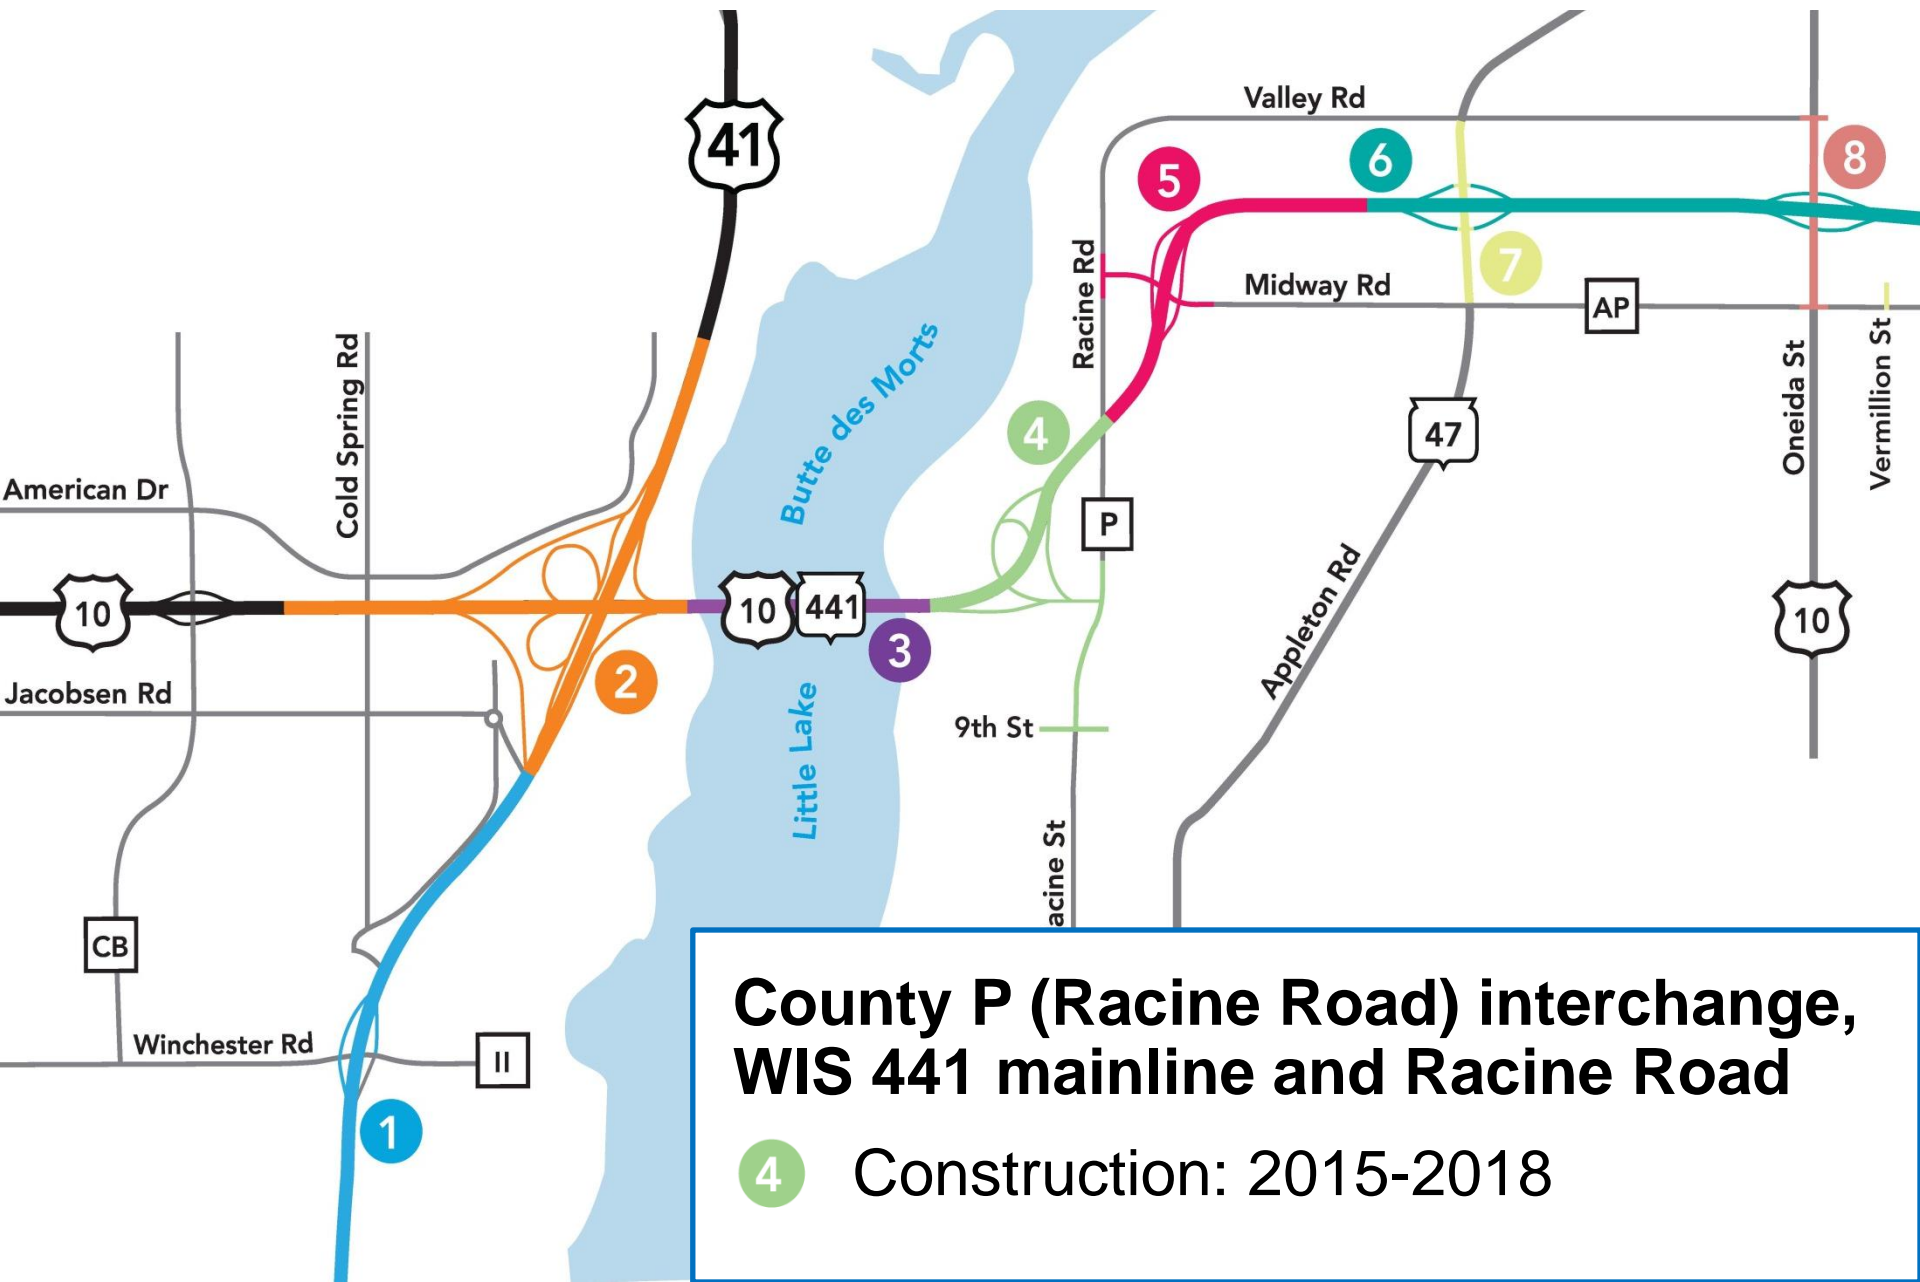 41
Valley Rd
5
6
8
7
Racine Rd
Midway Rd
AP
Cold Spring Rd
Butte des Morts
Oneida St
Vermillion St
4
47
American Dr
P
10
10 441
3
10
Appleton Rd
2
Jacobsen Rd
Little Lake
9th St
acine St
CB
Winchester Rd
II
1
County P (Racine Road) interchange,
WIS 441 mainline and Racine Road
4 Construction: 2015-2018